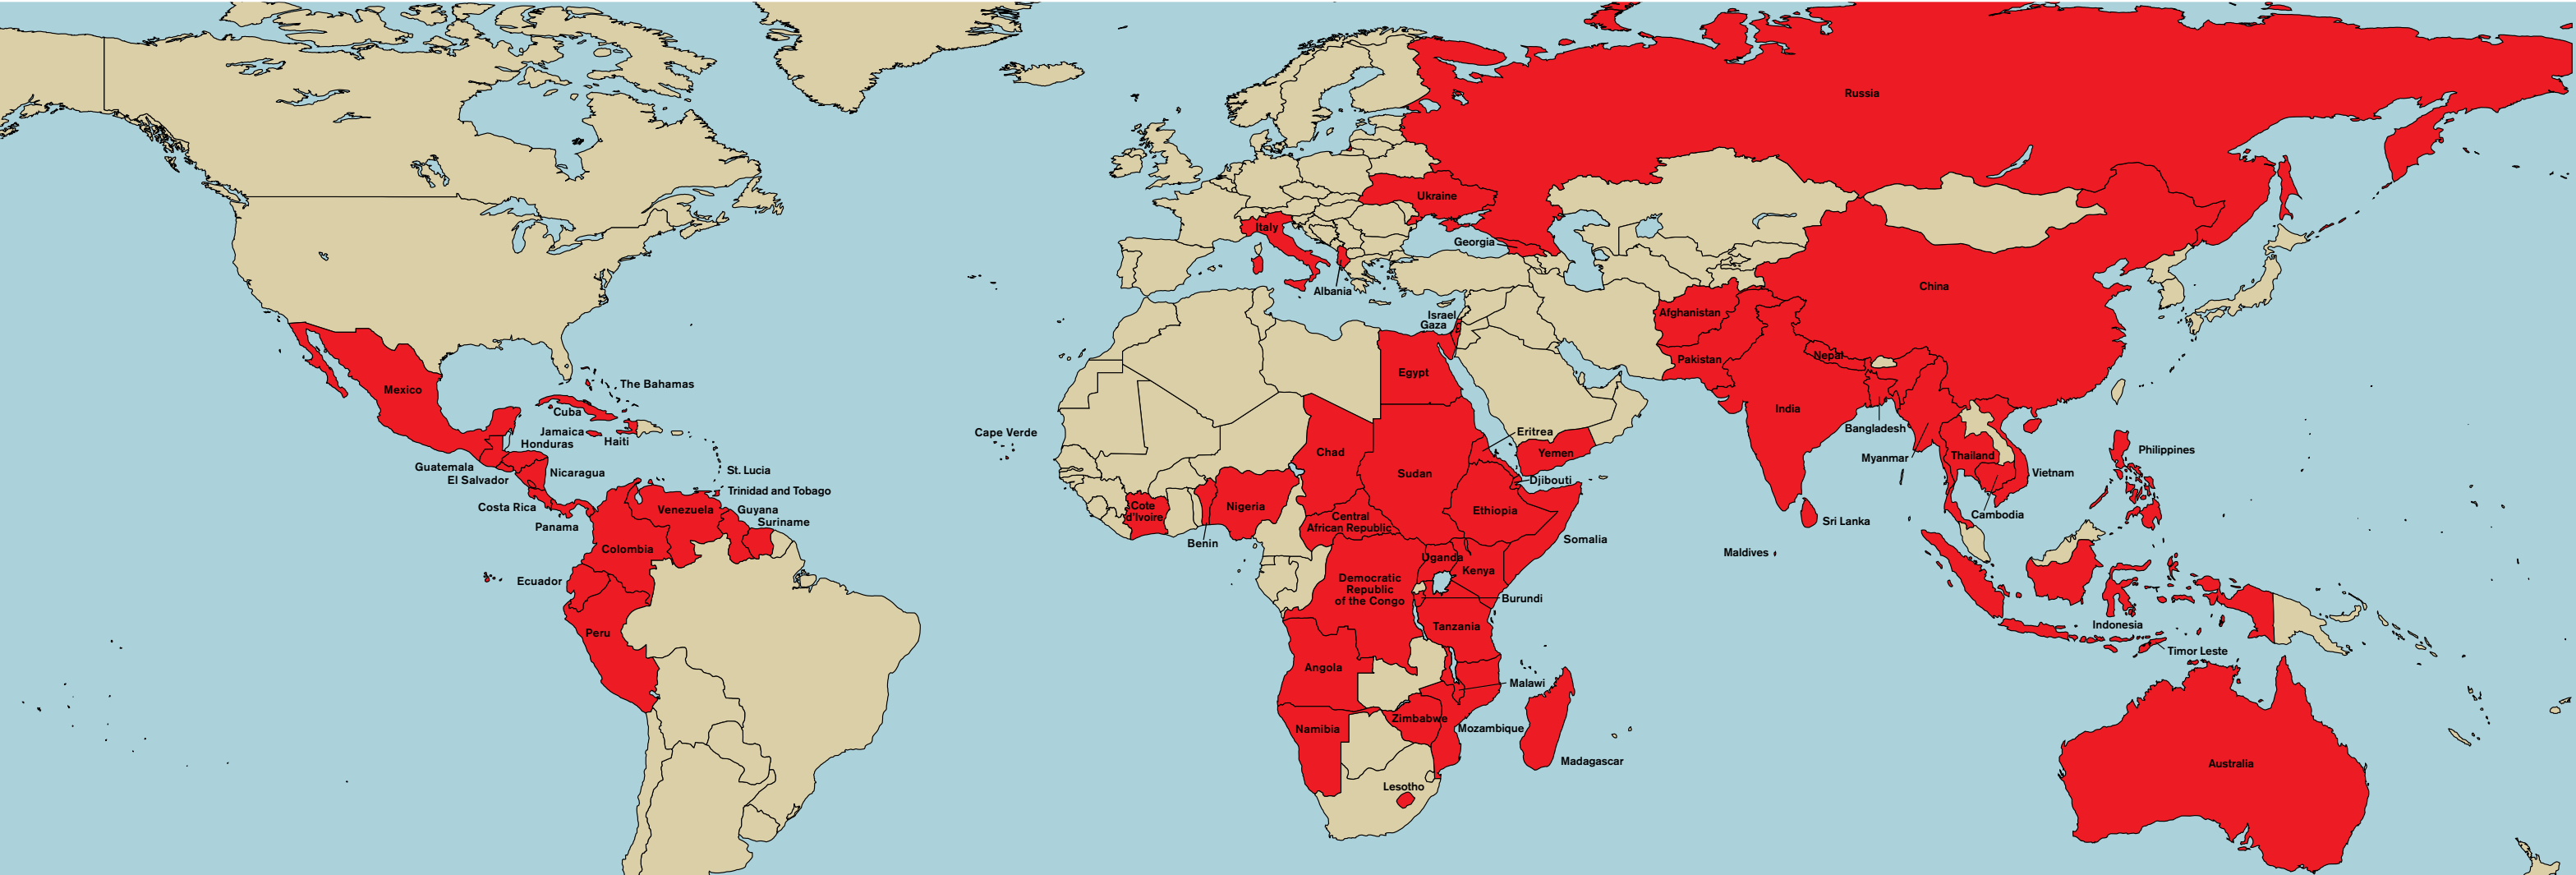 Russia
Ukraine
Italy
Georgia
Albania
China
Israel
Gaza
Afghanistan
Pakistan
Nepal
Egypt
Mexico
The Bahamas
Cuba
Jamaica
Haiti
Honduras
Guatemala
El Salvador
Nicaragua
St. Lucia
Trinidad and Tobago
Costa Rica
Panama
Venezuela
Guyana
Suriname
Colombia
Ecuador
Peru
Cape Verde
Chad
Sudan
Eritrea
Yemen
Djibouti
Cote
d'Ivoire
Nigeria
Benin
Central
African Republic
Ethiopia
Somalia
Uganda
Kenya
Democratic
Republic
of the Congo
Burundi
Tanzania
Angola
Malawi
Zimbabwe
Namibia
Mozambique
Madagascar
Lesotho
India
Bangladesh
Myanmar
Thailand
Vietnam
Cambodia
Philippines
Sri Lanka
Maldives
Indonesia
Timor Leste
Australia